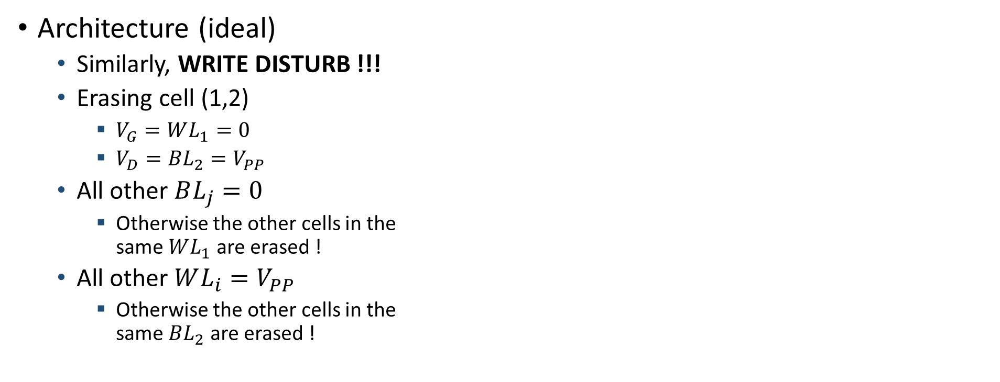 • Architecture (ideal)
• Similarly, WRITE DISTURB !!!
• Erasing cell (1,2)
▪ $V_G = WL_1 = 0$
▪ $V_D = BL_2 = V_{PP}$
• All other $BL_j = 0$
▪ Otherwise the other cells in the
same $WL_1$ are erased !
• All other $WL_i = V_{PP}$
▪ Otherwise the other cells in the
same $BL_2$ are erased !